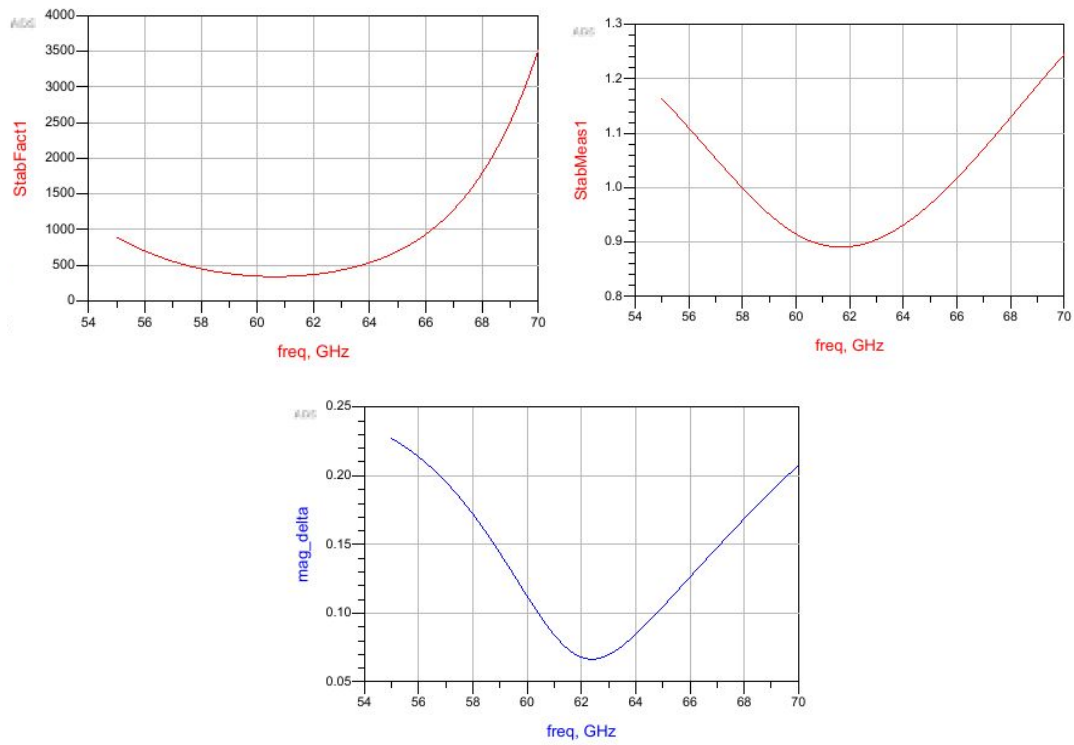 ADS
4000
3500
3000
2500
2000
1500
1000
500
0
StabFact1
54 56 58 60 62 64 66 68 70
freq, GHz
ADS
1.3
1.2
1.1
1.0
0.9
0.8
StabMeas1
54 56 58 60 62 64 66 68 70
freq, GHz
ADS
0.25
0.20
0.15
0.10
0.05
mag_delta
54 56 58 60 62 64 66 68 70
freq, GHz